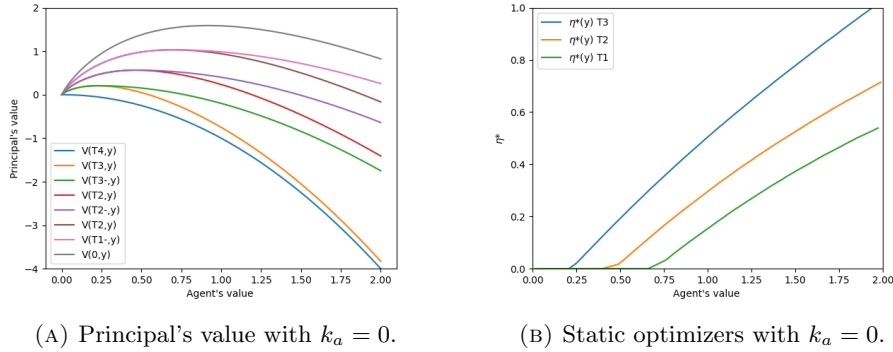 Principal's value
2
1
0
−1
−2
−3
−4
V(T4,y)
V(T3,y)
V(T3-,y)
V(T2,y)
V(T2-,y)
V(T2,y)
V(T1-,y)
V(0,y)
0.00 0.25 0.50 0.75 1.00 1.25 1.50 1.75 2.00
Agent's value
(A) Principal's value with k_a = 0.
η*
1.0
0.8
0.6
0.4
0.2
0.0
η*(y) T3
η*(y) T2
η*(y) T1
0.00 0.25 0.50 0.75 1.00 1.25 1.50 1.75 2.00
Agent's value
(B) Static optimizers with k_a = 0.